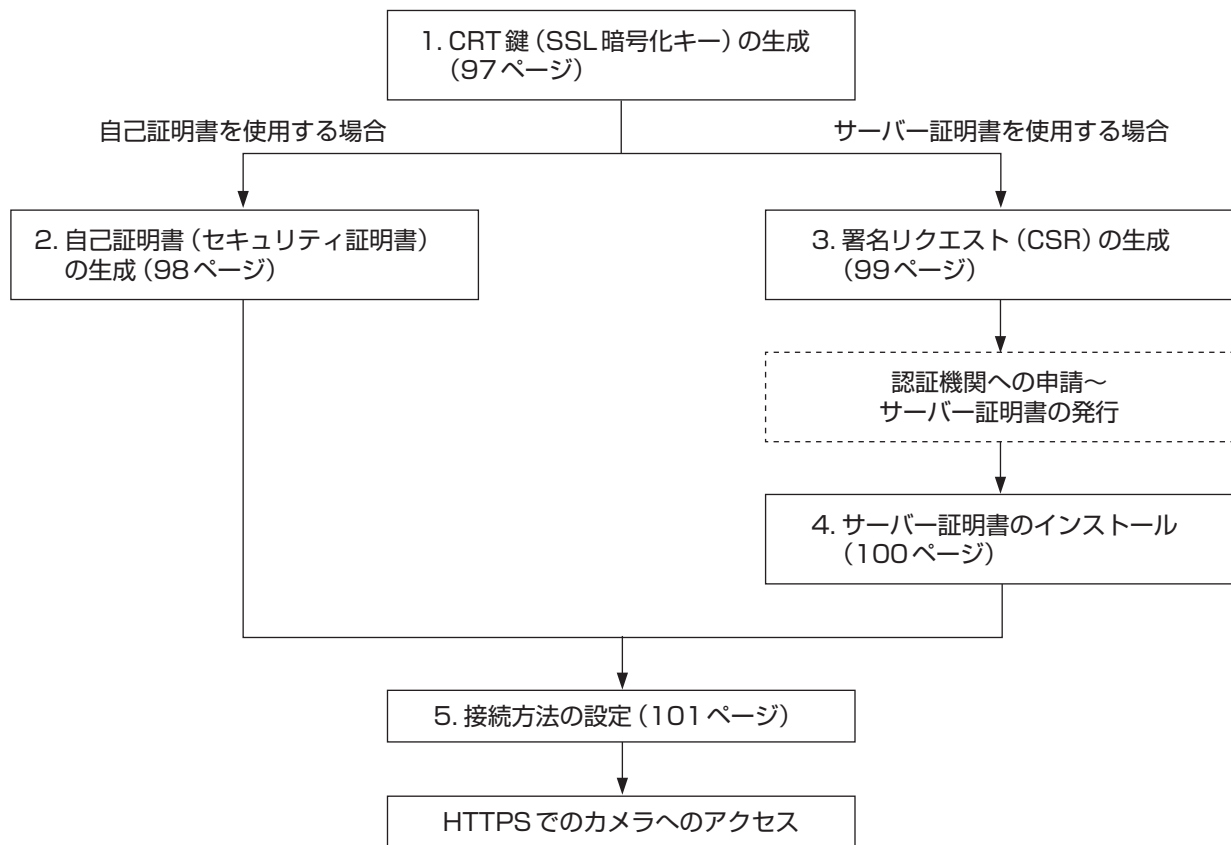 1. CRT鍵（SSL暗号化キー）の生成
（97ページ）
自己証明書を使用する場合
サーバー証明書を使用する場合
2. 自己証明書（セキュリティ証明書）
の生成（98ページ）
3. 署名リクエスト（CSR）の生成
（99ページ）
認証機関への申請～
サーバー証明書の発行
4. サーバー証明書のインストール
（100ページ）
5. 接続方法の設定（101ページ）
HTTPSでのカメラへのアクセス